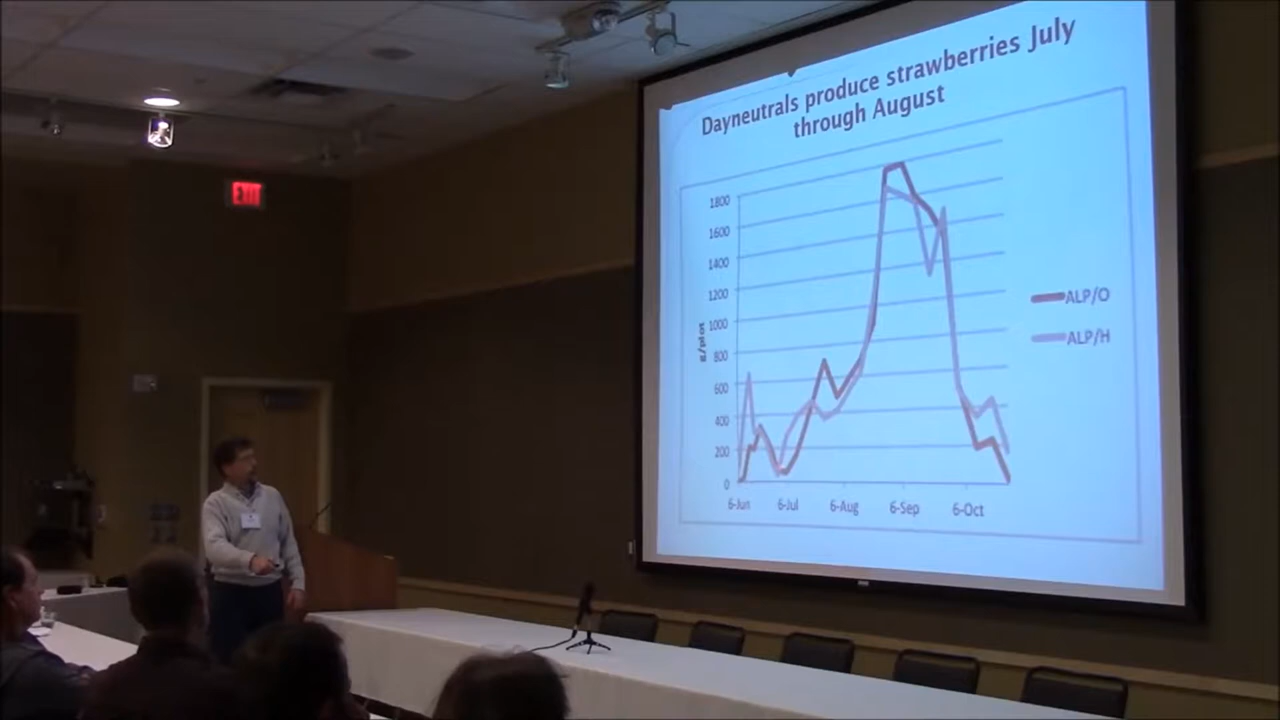 Dayneutrals produce strawberries July
through August
1800
1600
1400
1200
1000
800
600
400
200
0
g/plot
6-Jun 6-Jul 6-Aug 6-Sep 6-Oct
ALP/O
ALP/H
EXIT